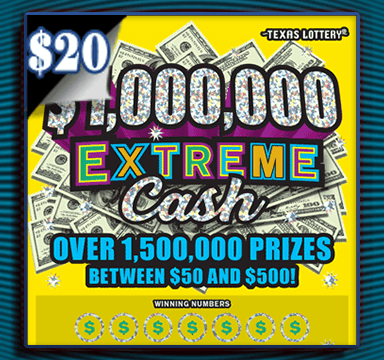 -TEXAS LOTTERY®
$20
$1,000,000
EXTREME
Cash
OVER 1,500,000 PRIZES
BETWEEN $50 AND $500!
WINNING NUMBERS
$ $ $ $ $ $ $